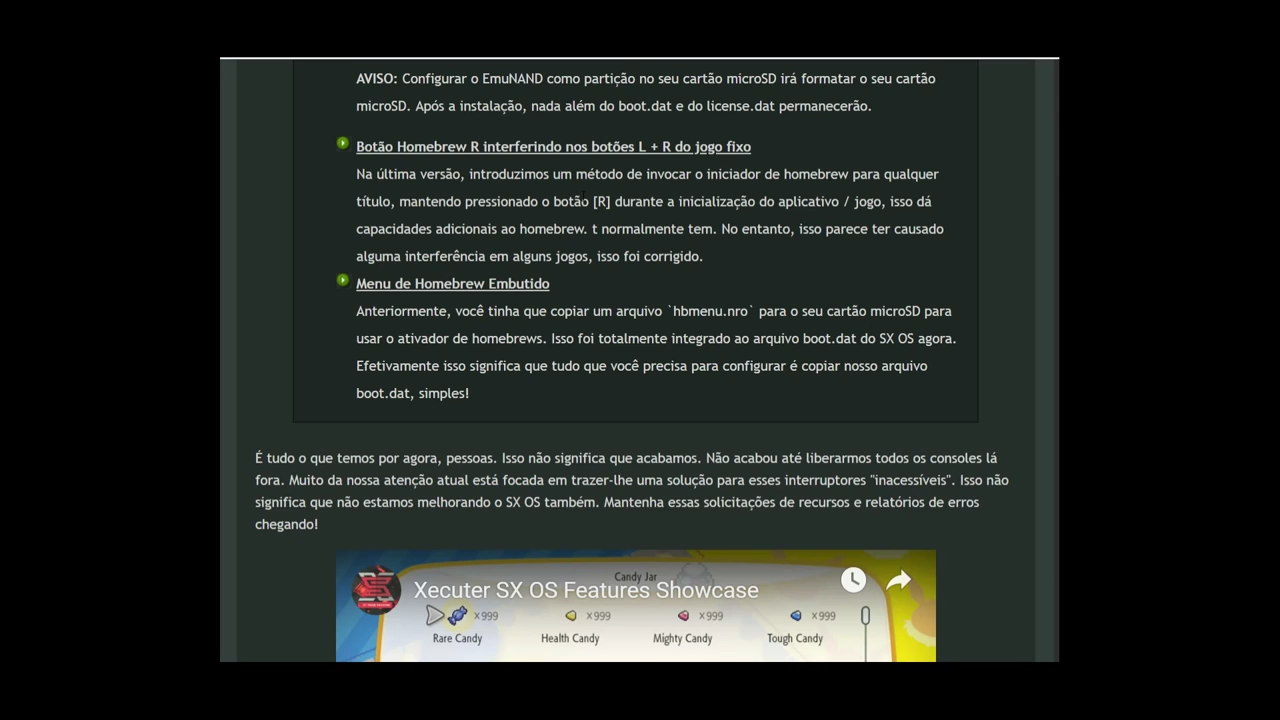 AVISO: Configurar o EmuNAND como partição no seu cartão microSD irá formatar o seu cartão
microSD. Após a instalação, nada além do boot.dat e do license.dat permanecerão.
Botão Homebrew R interferindo nos botões L + R do jogo fixo
Na última versão, introduzimos um método de invocar o iniciador de homebrew para qualquer
título, mantendo pressionado o botão [R] durante a inicialização do aplicativo / jogo, isso dá
capacidades adicionais ao homebrew. t normalmente tem. No entanto, isso parece ter causado
alguma interferência em alguns jogos, isso foi corrigido.
Menu de Homebrew Embutido
Anteriormente, você tinha que copiar um arquivo `hbmenu.nro` para o seu cartão microSD para
usar o ativador de homebrews. Isso foi totalmente integrado ao arquivo boot.dat do SX OS agora.
Efetivamente isso significa que tudo que você precisa para configurar é copiar nosso arquivo
boot.dat, simples!
É tudo o que temos por agora, pessoas. Isso não significa que acabamos. Não acabou até liberarmos todos os consoles lá
fora. Muito da nossa atenção atual está focada em trazer-lhe uma solução para esses interruptores "inacessíveis". Isso não
significa que não estamos melhorando o SX OS também. Mantenha essas solicitações de recursos e relatórios de erros
chegando!
Candy Jar
Xecuter SX OS Features Showcase
×999 ×999 ×999 ×999
Rare Candy Health Candy Mighty Candy Tough Candy